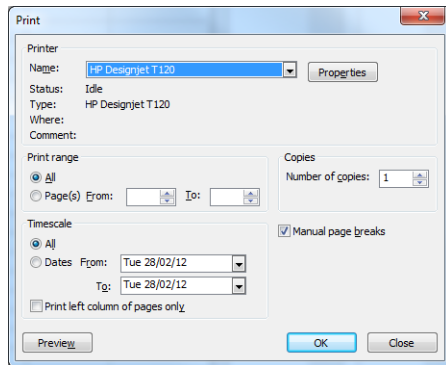 Print
Printer
Name: HP Designjet T120 Properties
Status: Idle
Type: HP Designjet T120
Where:
Comment:
Print range
All
Page(s) From: To:
Copies
Number of copies: 1
Timescale
All
Dates From: Tue 28/02/12
To: Tue 28/02/12
Print left column of pages only
Manual page breaks
Preview OK Close